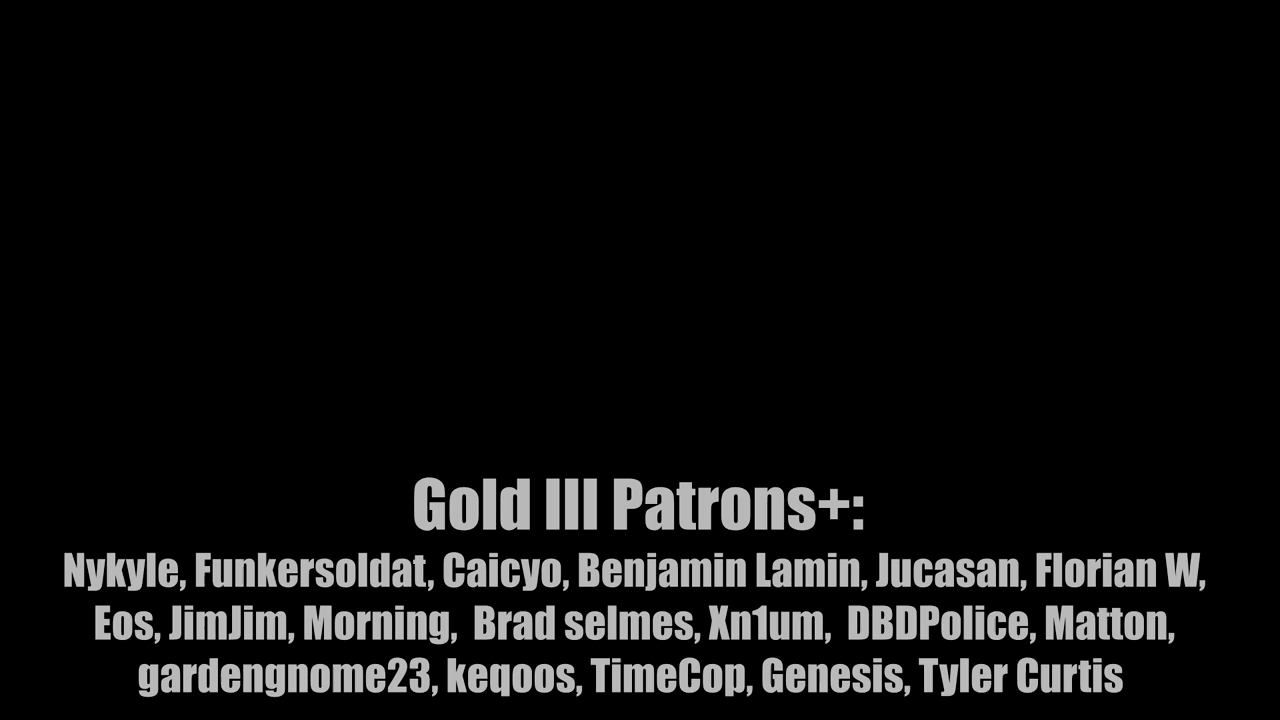 Gold III Patrons+:
Nykyle, Funkersoldat, Caicyo, Benjamin Lamin, Jucasan, Florian W,
Eos, JimJim, Morning,  Brad selmes, Xn1um,  DBDPolice, Matton,
gardengnome23, keqoos, TimeCop, Genesis, Tyler Curtis